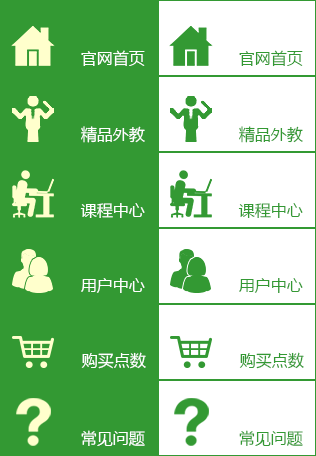 官网首页 官网首页
精品外教 精品外教
课程中心 课程中心
用户中心 用户中心
购买点数 购买点数
常见问题 常见问题